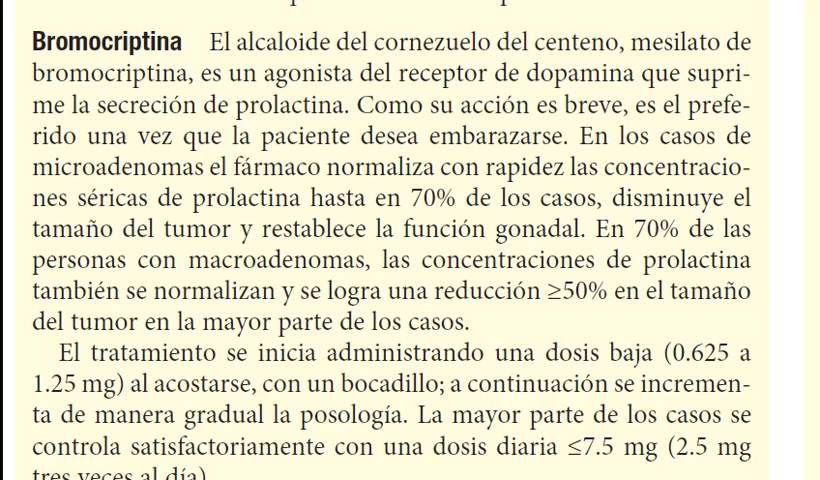 Bromocriptina El alcaloide del cornezuelo del centeno, mesilato de
bromocriptina, es un agonista del receptor de dopamina que supri-
me la secreción de prolactina. Como su acción es breve, es el prefe-
rido una vez que la paciente desea embarazarse. En los casos de
microadenomas el fármaco normaliza con rapidez las concentracio-
nes séricas de prolactina hasta en 70% de los casos, disminuye el
tamaño del tumor y restablece la función gonadal. En 70% de las
personas con macroadenomas, las concentraciones de prolactina
también se normalizan y se logra una reducción ≥50% en el tamaño
del tumor en la mayor parte de los casos.
El tratamiento se inicia administrando una dosis baja (0.625 a
1.25 mg) al acostarse, con un bocadillo; a continuación se incremen-
ta de manera gradual la posología. La mayor parte de los casos se
controla satisfactoriamente con una dosis diaria ≤7.5 mg (2.5 mg
tres veces al día)